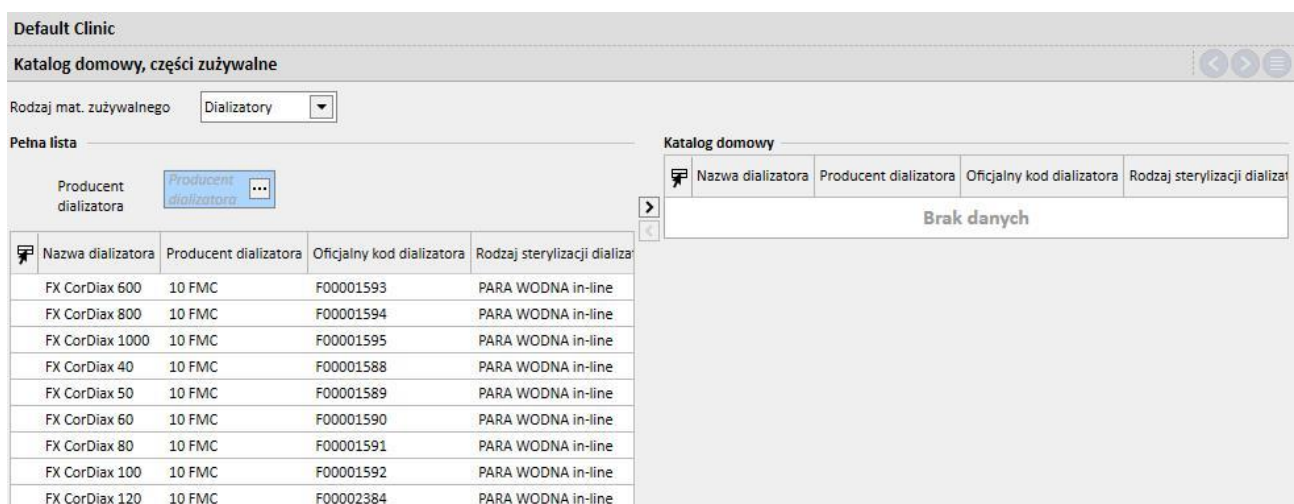 Default Clinic
Katalog domowy, części zużywalne
Rodzaj mat. zużywalnego Dializatory
Pełna lista
Producent dializatora
Producent dializatora
Nazwa dializatora Producent dializatora Oficjalny kod dializatora Rodzaj sterylizacji dializat
FX CorDiax 600 10 FMC F00001593 PARA WODNA in-line
FX CorDiax 800 10 FMC F00001594 PARA WODNA in-line
FX CorDiax 1000 10 FMC F00001595 PARA WODNA in-line
FX CorDiax 40 10 FMC F00001588 PARA WODNA in-line
FX CorDiax 50 10 FMC F00001589 PARA WODNA in-line
FX CorDiax 60 10 FMC F00001590 PARA WODNA in-line
FX CorDiax 80 10 FMC F00001591 PARA WODNA in-line
FX CorDiax 100 10 FMC F00001592 PARA WODNA in-line
FX CorDiax 120 10 FMC F00002384 PARA WODNA in-line
Katalog domowy
Nazwa dializatora Producent dializatora Oficjalny kod dializatora Rodzaj sterylizacji dializat
Brak danych